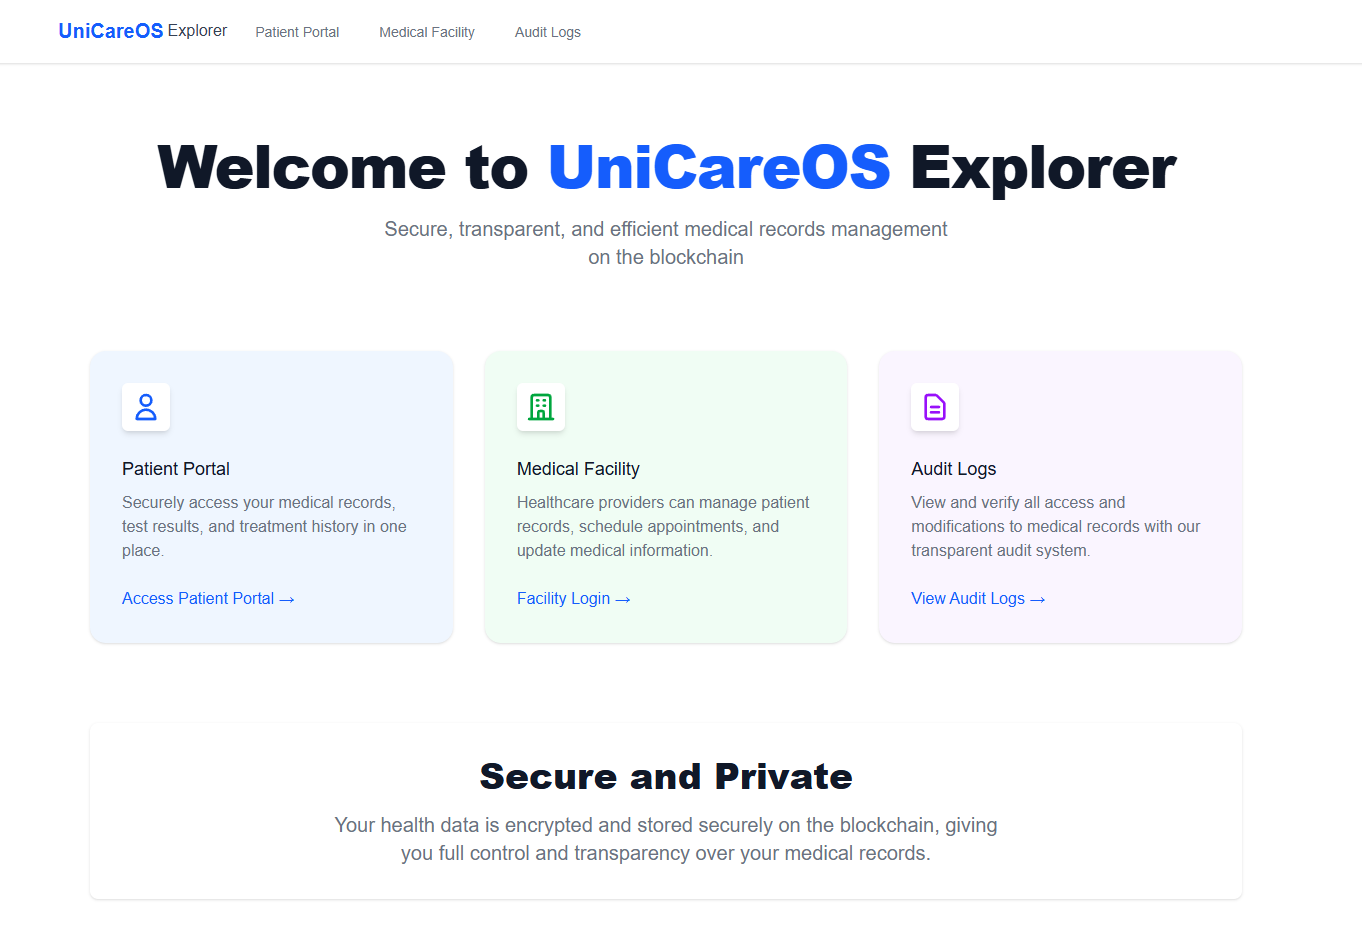 UniCareOS Explorer Patient Portal Medical Facility Audit Logs
Welcome to UniCareOS Explorer
Secure, transparent, and efficient medical records management
on the blockchain
Patient Portal
Securely access your medical records,
test results, and treatment history in one
place.
Access Patient Portal →
Medical Facility
Healthcare providers can manage patient
records, schedule appointments, and
update medical information.
Facility Login →
Audit Logs
View and verify all access and
modifications to medical records with our
transparent audit system.
View Audit Logs →
Secure and Private
Your health data is encrypted and stored securely on the blockchain, giving
you full control and transparency over your medical records.